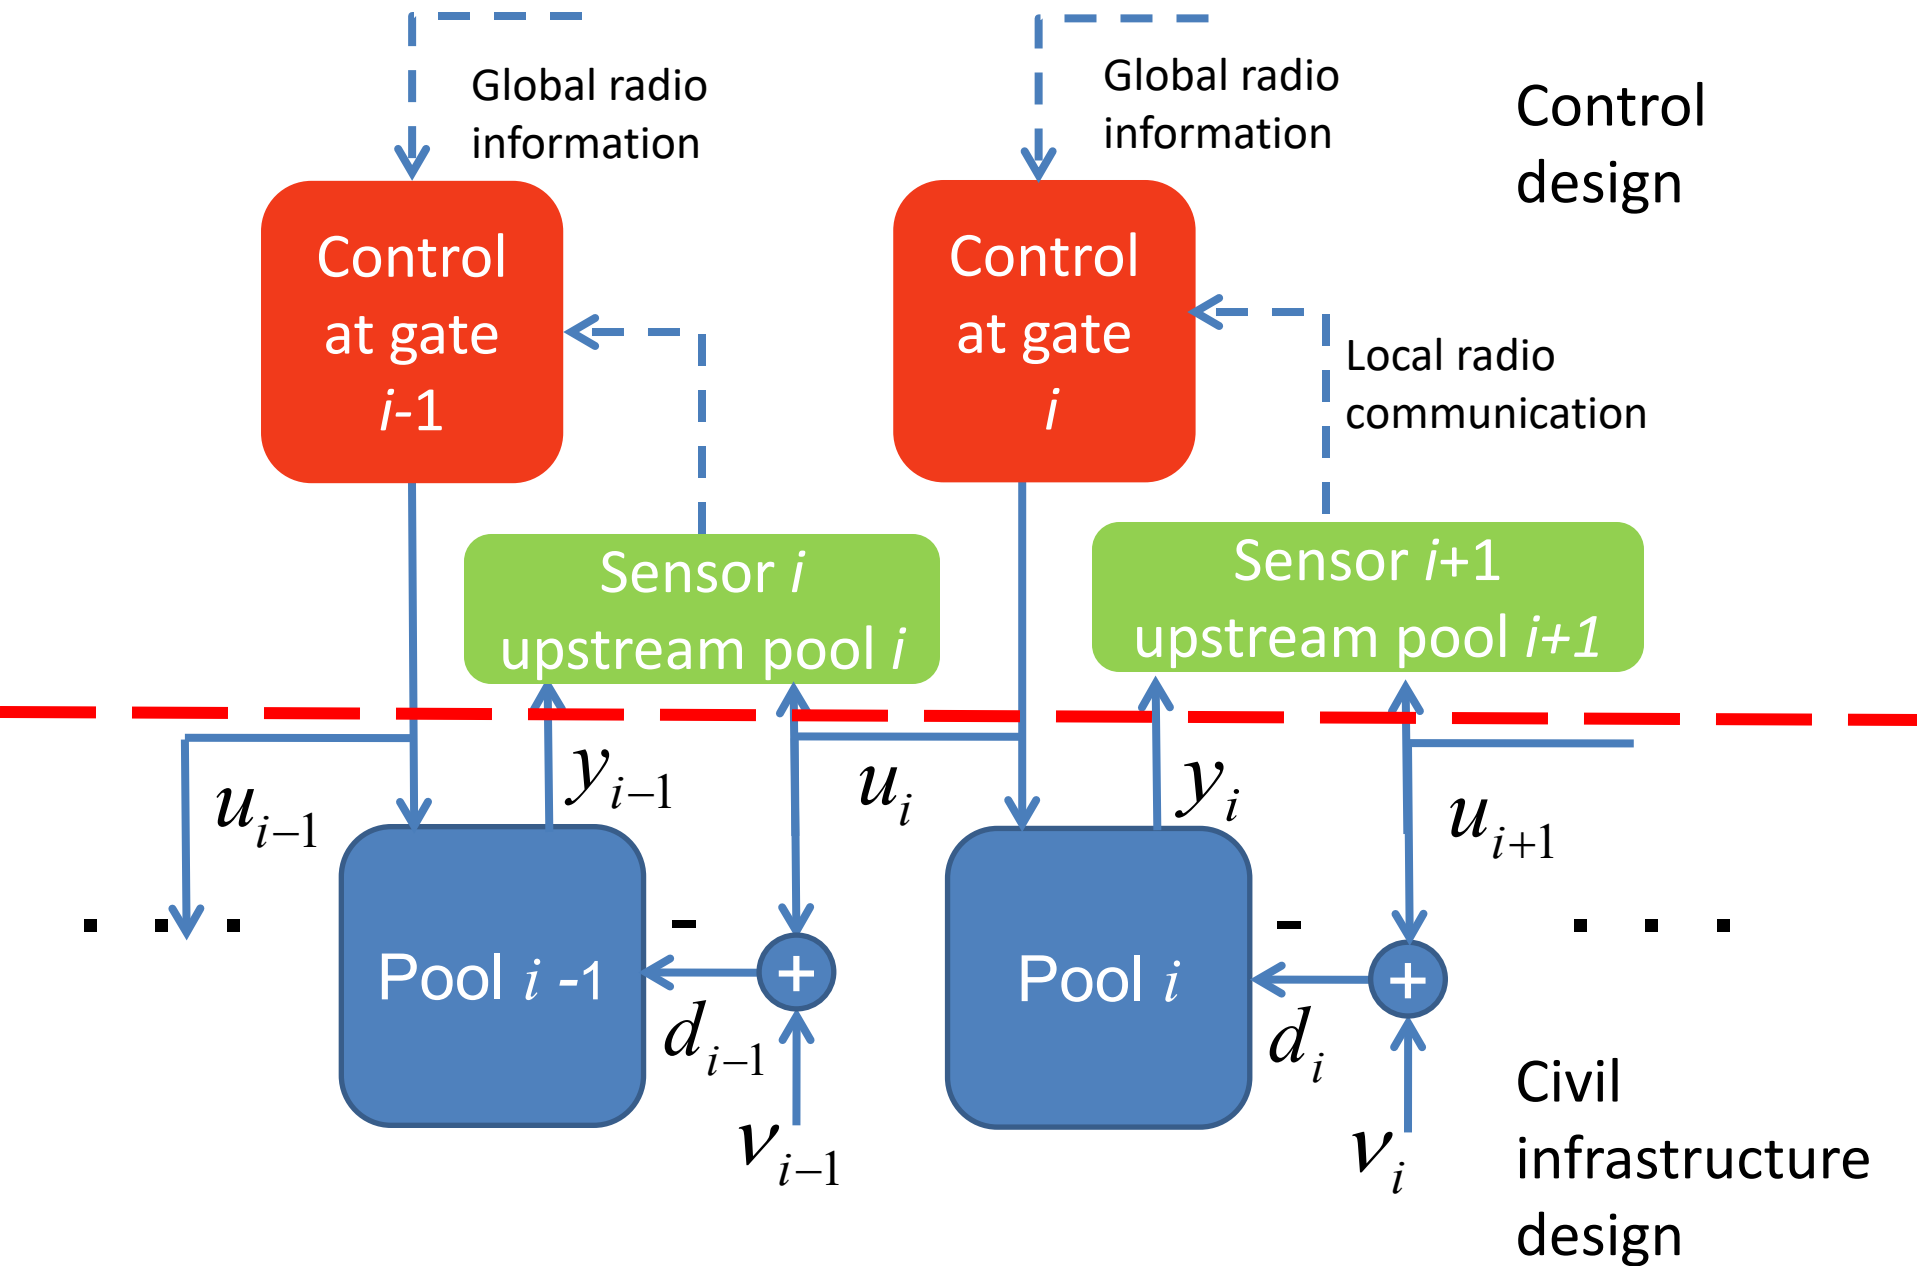 Global radio
information
Global radio
information
Control
design
Control
at gate
i-1
Control
at gate
i
Local radio
communication
Sensor i
upstream pool i
Sensor i+1
upstream pool i+1
u_{i−1}
y_{i−1}
u_i
y_i
u_{i+1}
. . .
-
-
. . .
Pool i -1
+
Pool i
+
d_{i−1}
d_i
v_{i−1}
v_i
Civil
infrastructure
design